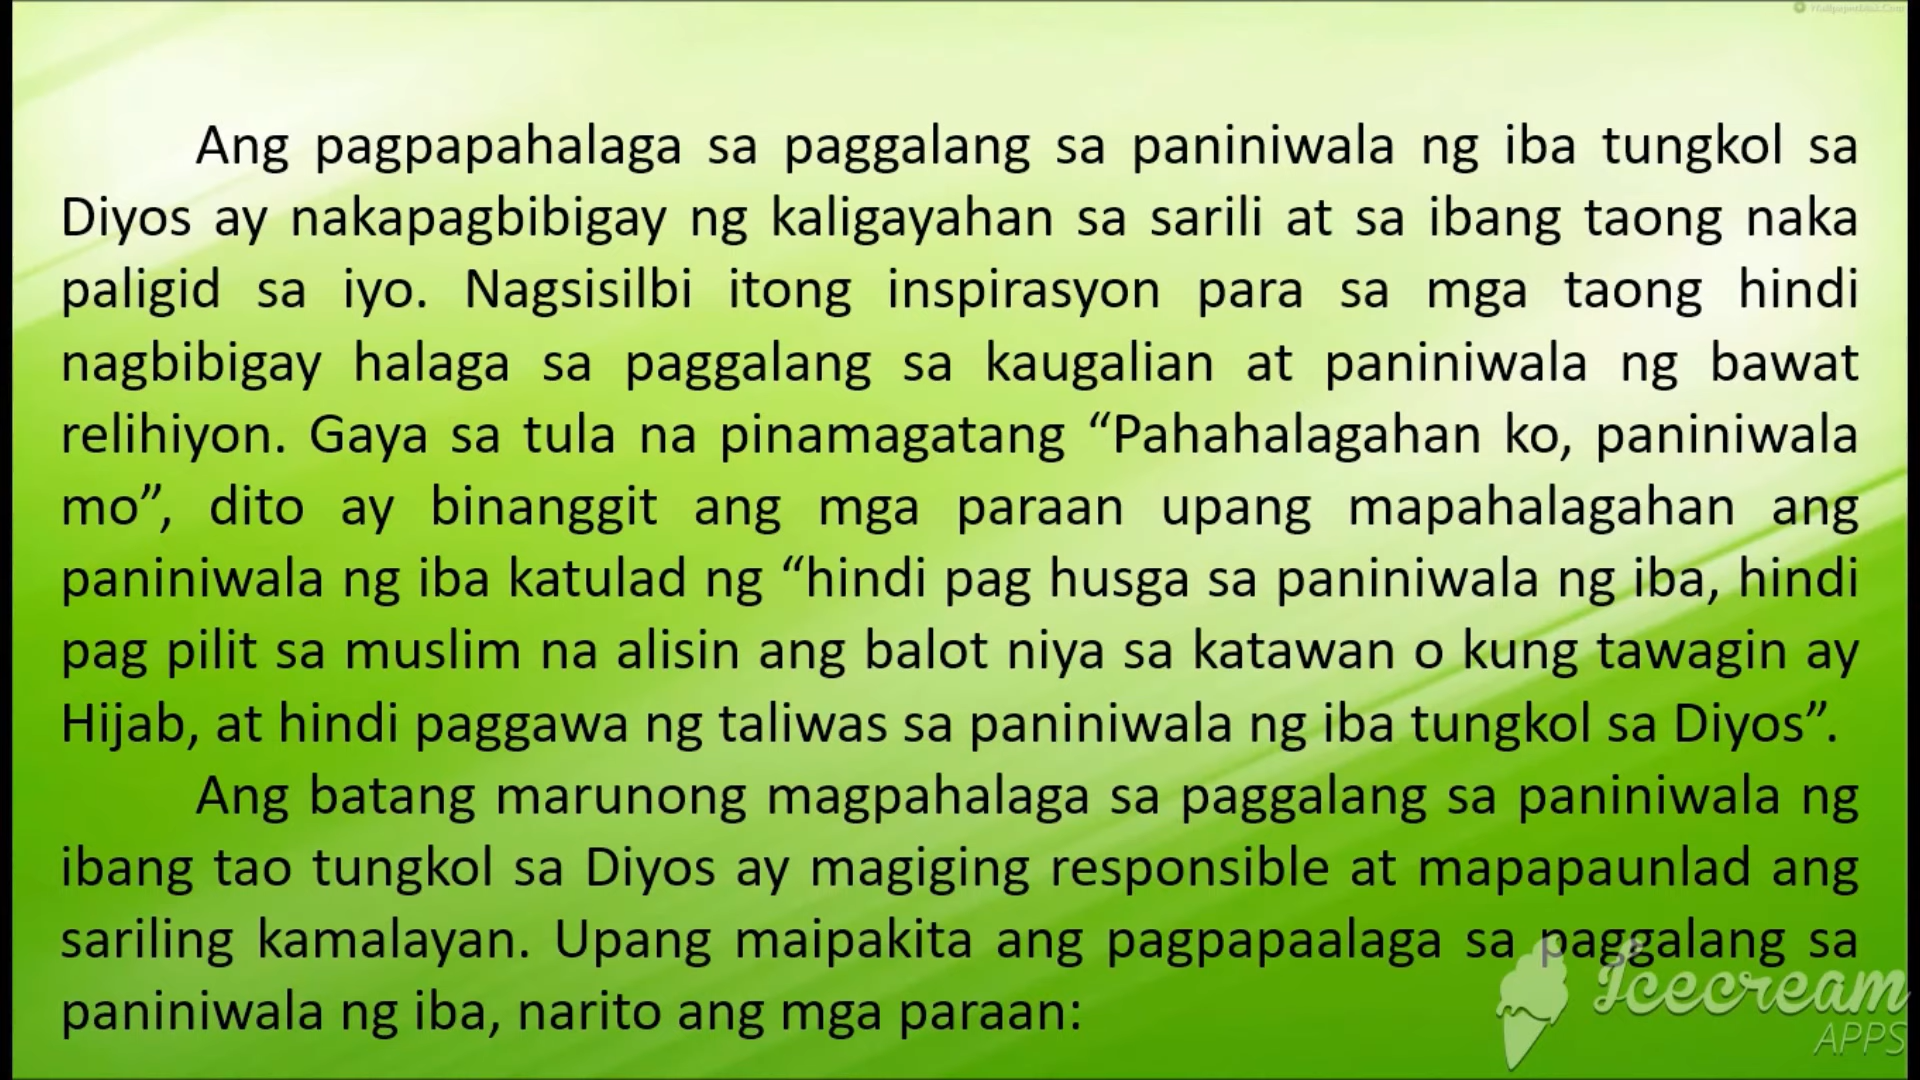 Ang pagpapahalaga sa paggalang sa paniniwala ng iba tungkol sa
Diyos ay nakapagbibigay ng kaligayahan sa sarili at sa ibang taong naka
paligid sa iyo. Nagsisilbi itong inspirasyon para sa mga taong hindi
nagbibigay halaga sa paggalang sa kaugalian at paniniwala ng bawat
relihiyon. Gaya sa tula na pinamagatang “Pahahalagahan ko, paniniwala
mo”, dito ay binanggit ang mga paraan upang mapahalagahan ang
paniniwala ng iba katulad ng “hindi pag husga sa paniniwala ng iba, hindi
pag pilit sa muslim na alisin ang balot niya sa katawan o kung tawagin ay
Hijab, at hindi paggawa ng taliwas sa paniniwala ng iba tungkol sa Diyos”.
Ang batang marunong magpahalaga sa paggalang sa paniniwala ng
ibang tao tungkol sa Diyos ay magiging responsible at mapapaunlad ang
sariling kamalayan. Upang maipakita ang pagpapaalaga sa paggalang sa
paniniwala ng iba, narito ang mga paraan:
Icecream
APPS